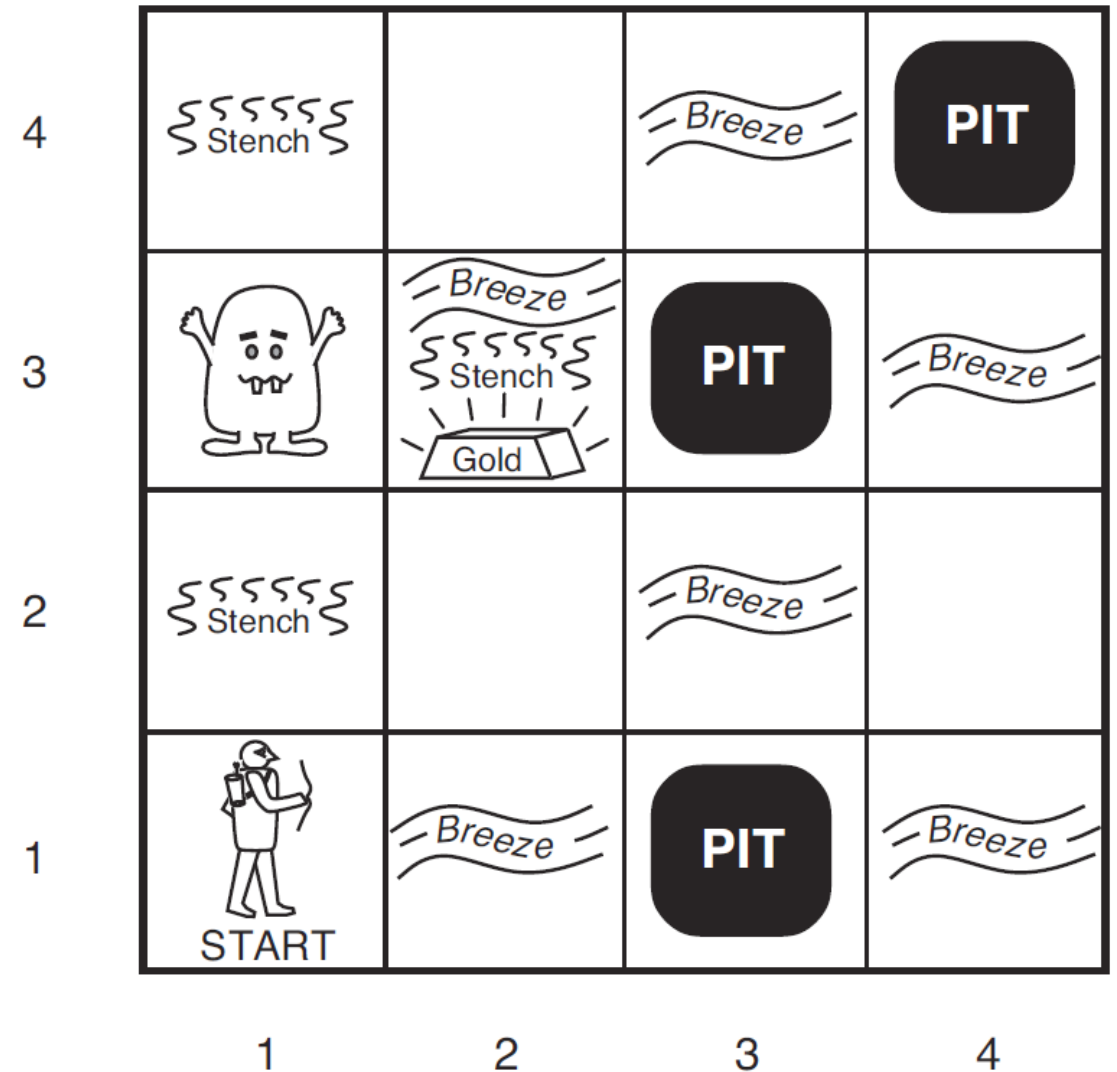 4
Stench
Breeze
PIT
3
Breeze
Stench
Gold
PIT
Breeze
2
Stench
Breeze
1
START
Breeze
PIT
Breeze
1 2 3 4